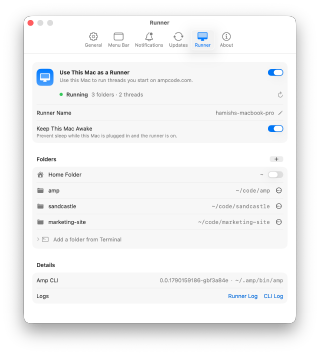 Runner
General
Menu Bar
Notifications
Updates
Runner
About
Use This Mac as a Runner
Use this Mac to run threads you start on ampcode.com.
Running 3 folders · 2 threads
Runner Name
hamishs-macbook-pro
Keep This Mac Awake
Prevent sleep while this Mac is plugged in and the runner is on.
Folders
+
Home Folder
~
amp
~/code/amp
sandcastle
~/code/sandcastle
marketing-site
~/code/marketing-site
Add a folder from Terminal
Details
Amp CLI
0.0.1790159186-gbf3a84e · ~/.amp/bin/amp
Logs
Runner Log
CLI Log